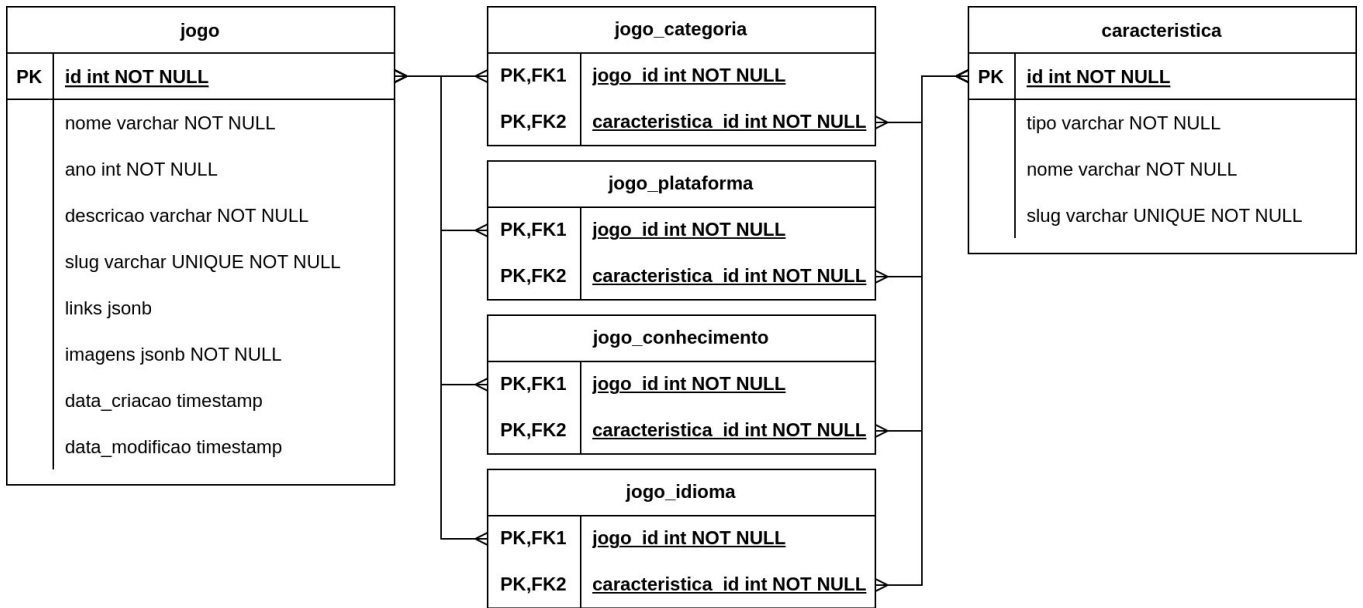 jogo
PK id int NOT NULL
nome varchar NOT NULL
ano int NOT NULL
descricao varchar NOT NULL
slug varchar UNIQUE NOT NULL
links jsonb
imagens jsonb NOT NULL
data_criacao timestamp
data_modificao timestamp
jogo_categoria
PK,FK1 jogo_id int NOT NULL
PK,FK2 caracteristica_id int NOT NULL
jogo_plataforma
PK,FK1 jogo_id int NOT NULL
PK,FK2 caracteristica_id int NOT NULL
jogo_conhecimento
PK,FK1 jogo_id int NOT NULL
PK,FK2 caracteristica_id int NOT NULL
jogo_idioma
PK,FK1 jogo_id int NOT NULL
PK,FK2 caracteristica_id int NOT NULL
caracteristica
PK id int NOT NULL
tipo varchar NOT NULL
nome varchar NOT NULL
slug varchar UNIQUE NOT NULL